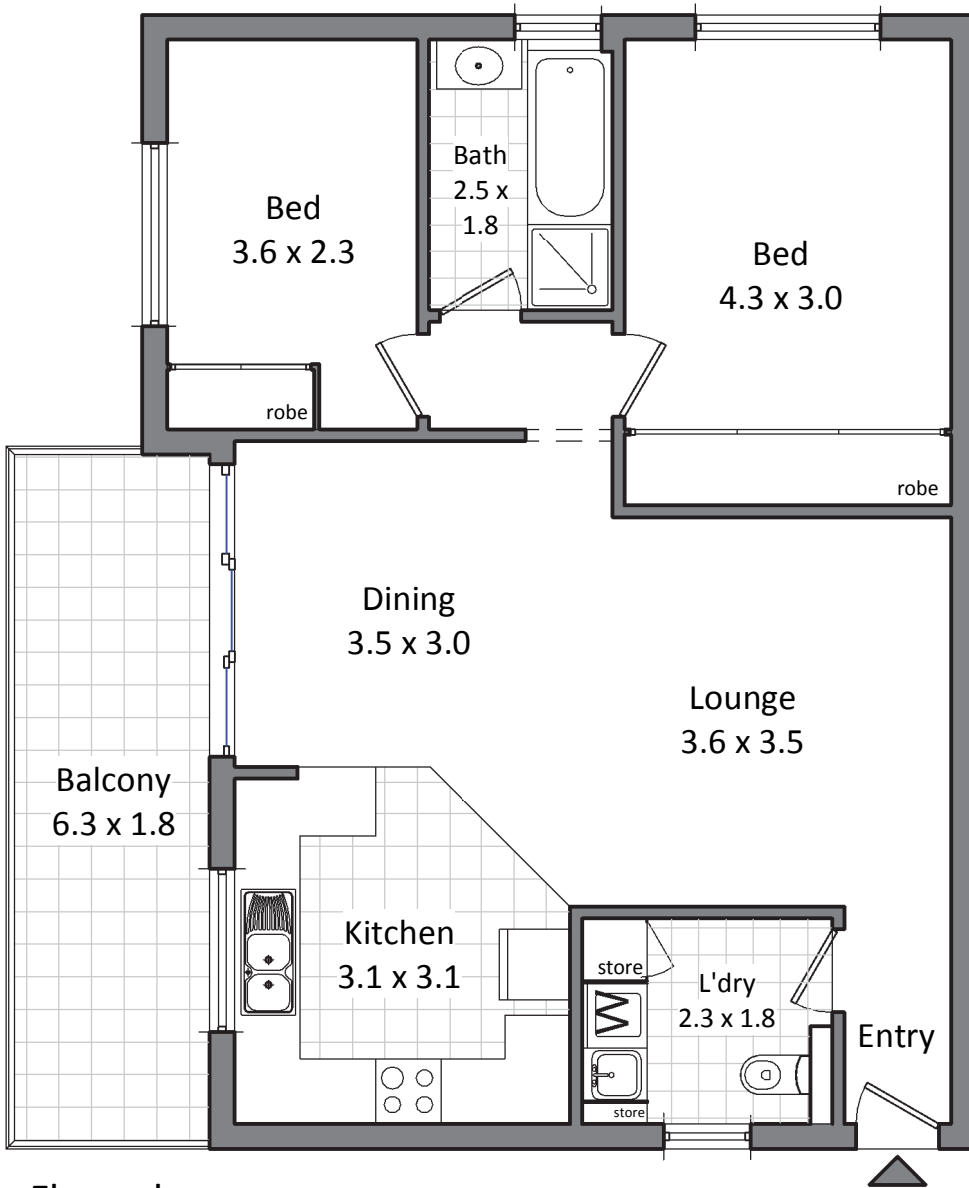 Bed
3.6 x 2.3
robe
Bath
2.5 x
1.8
Bed
4.3 x 3.0
robe
Dining
3.5 x 3.0
Lounge
3.6 x 3.5
Balcony
6.3 x 1.8
Kitchen
3.1 x 3.1
store
L'dry
2.3 x 1.8
store
Entry